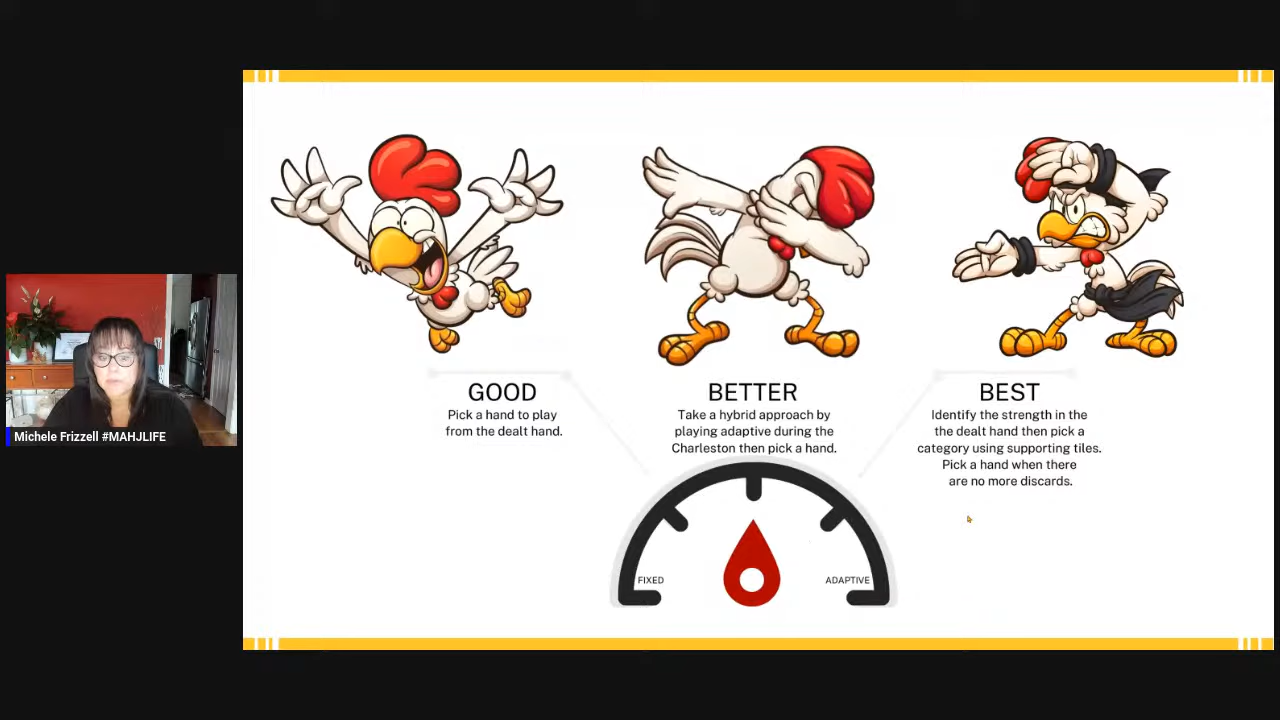 GOOD
Pick a hand to play
from the dealt hand.
BETTER
Take a hybrid approach by
playing adaptive during the
Charleston then pick a hand.
BEST
Identify the strength in the
the dealt hand then pick a
category using supporting tiles.
Pick a hand when there
are no more discards.
FIXED
ADAPTIVE
Michele Frizzell #MAHJLIFE